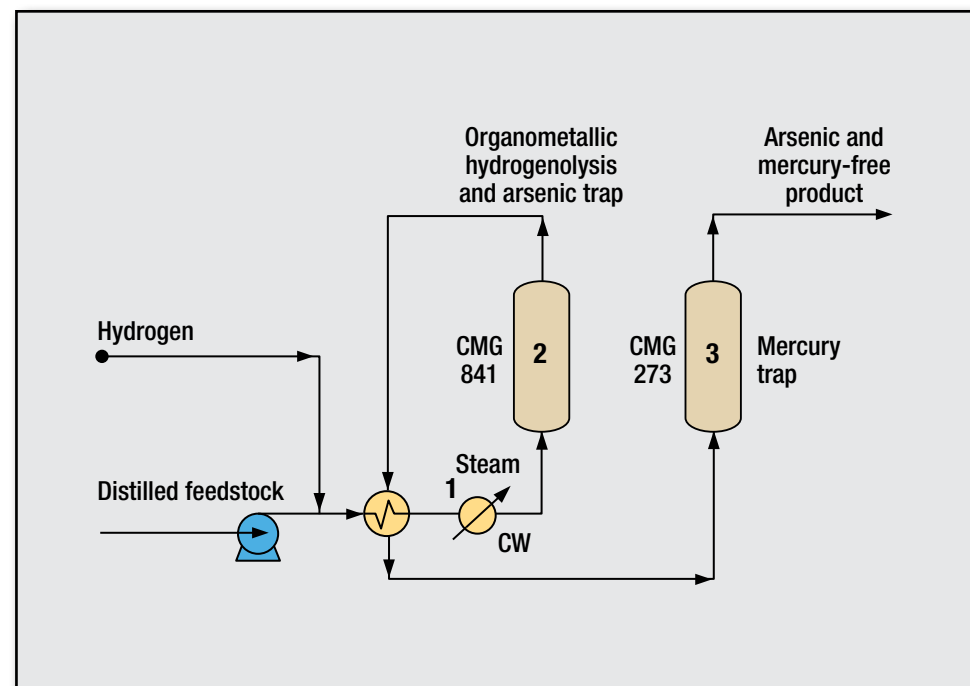 Organometallic
hydrogenolysis
and arsenic trap
Arsenic and
mercury-free
product
Hydrogen
CMG
841
2
CMG
273
3
Mercury
trap
Distilled feedstock
1
Steam
CW